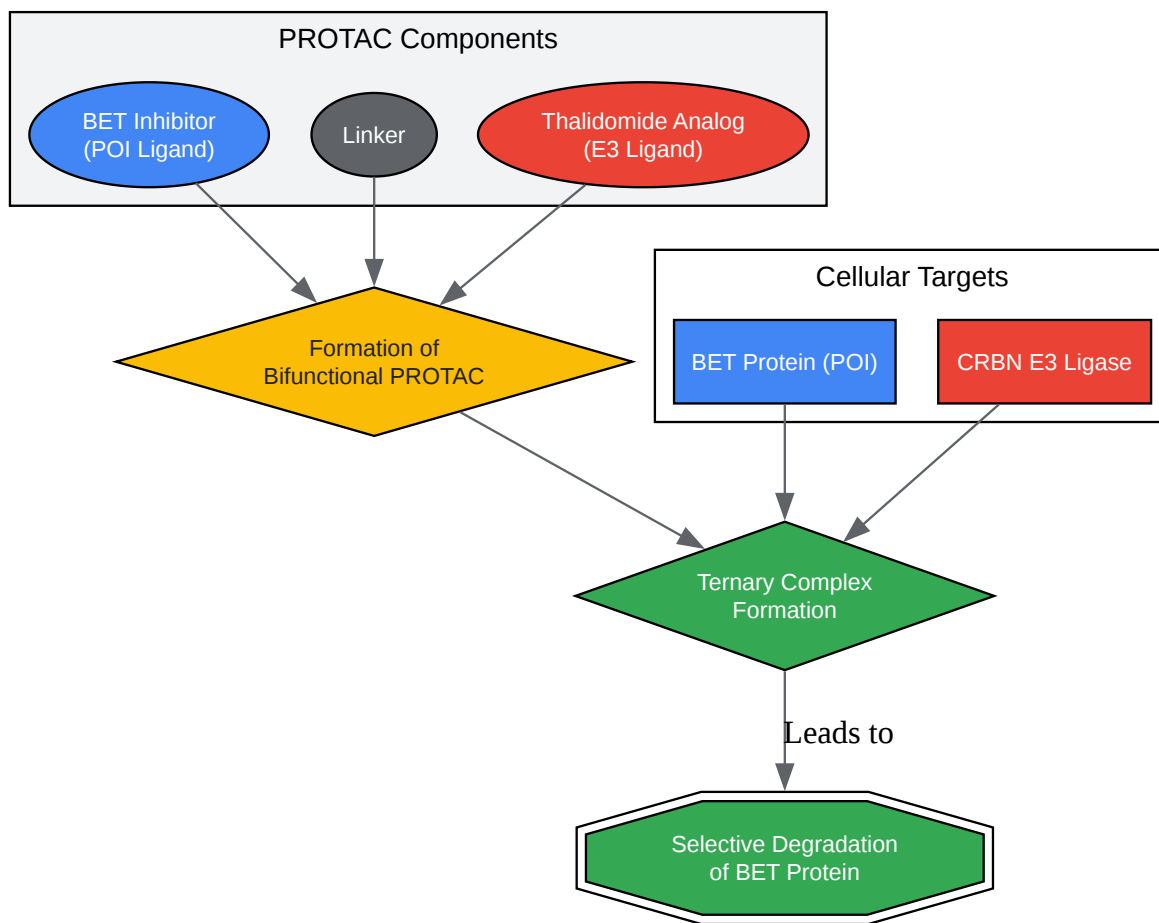 PROTAC Components
BET Inhibitor
(POI Ligand)
Linker
Thalidomide Analog
(E3 Ligand)
Cellular Targets
BET Protein (POI)
CRBN E3 Ligase
Formation of
Bifunctional PROTAC
Ternary Complex
Formation
Leads to
Selective Degradation
of BET Protein